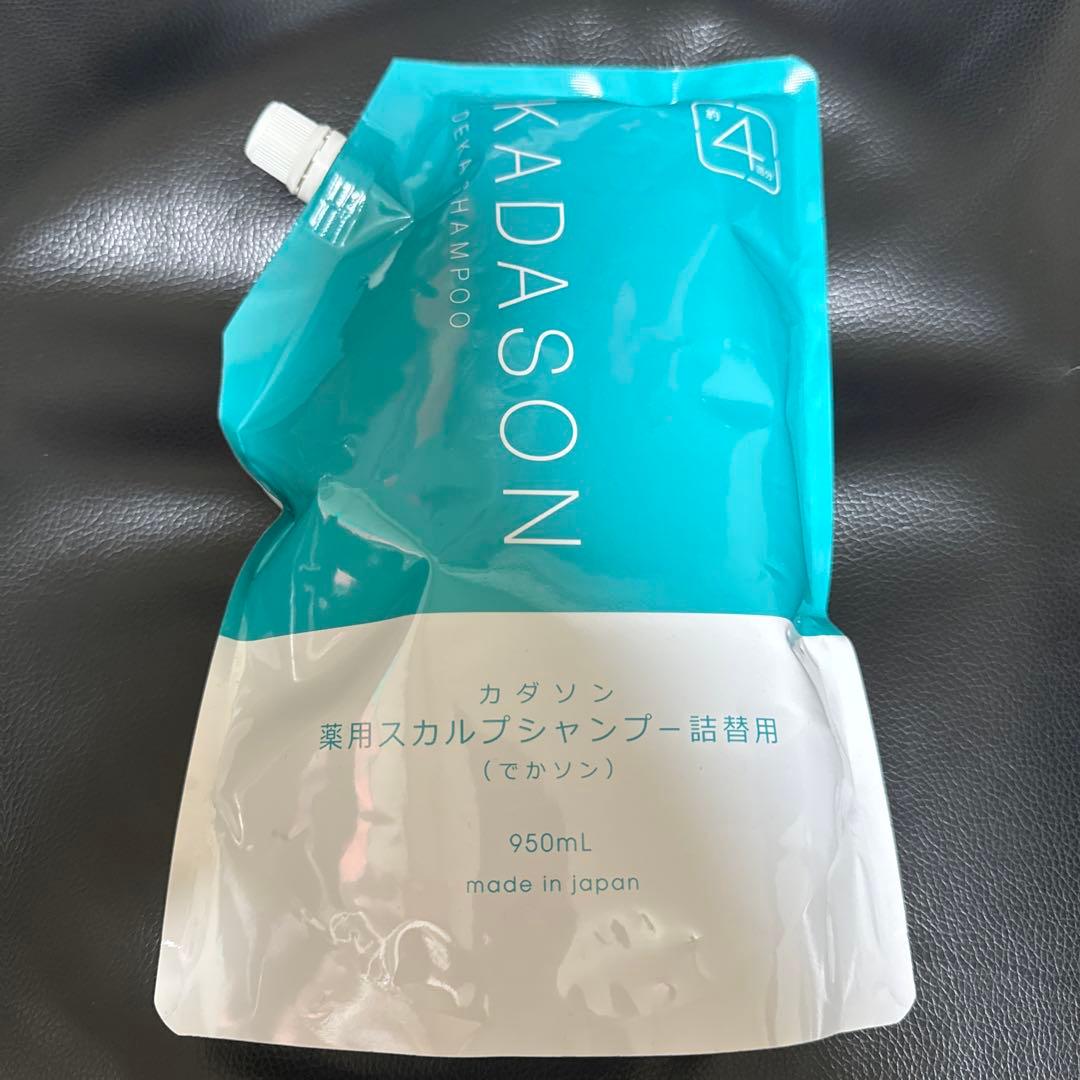 約4回分
KADASON
DEKA SHAMPOO
カダソン
薬用スカルプシャンプー詰替用
(でかソン)
950mL
made in japan